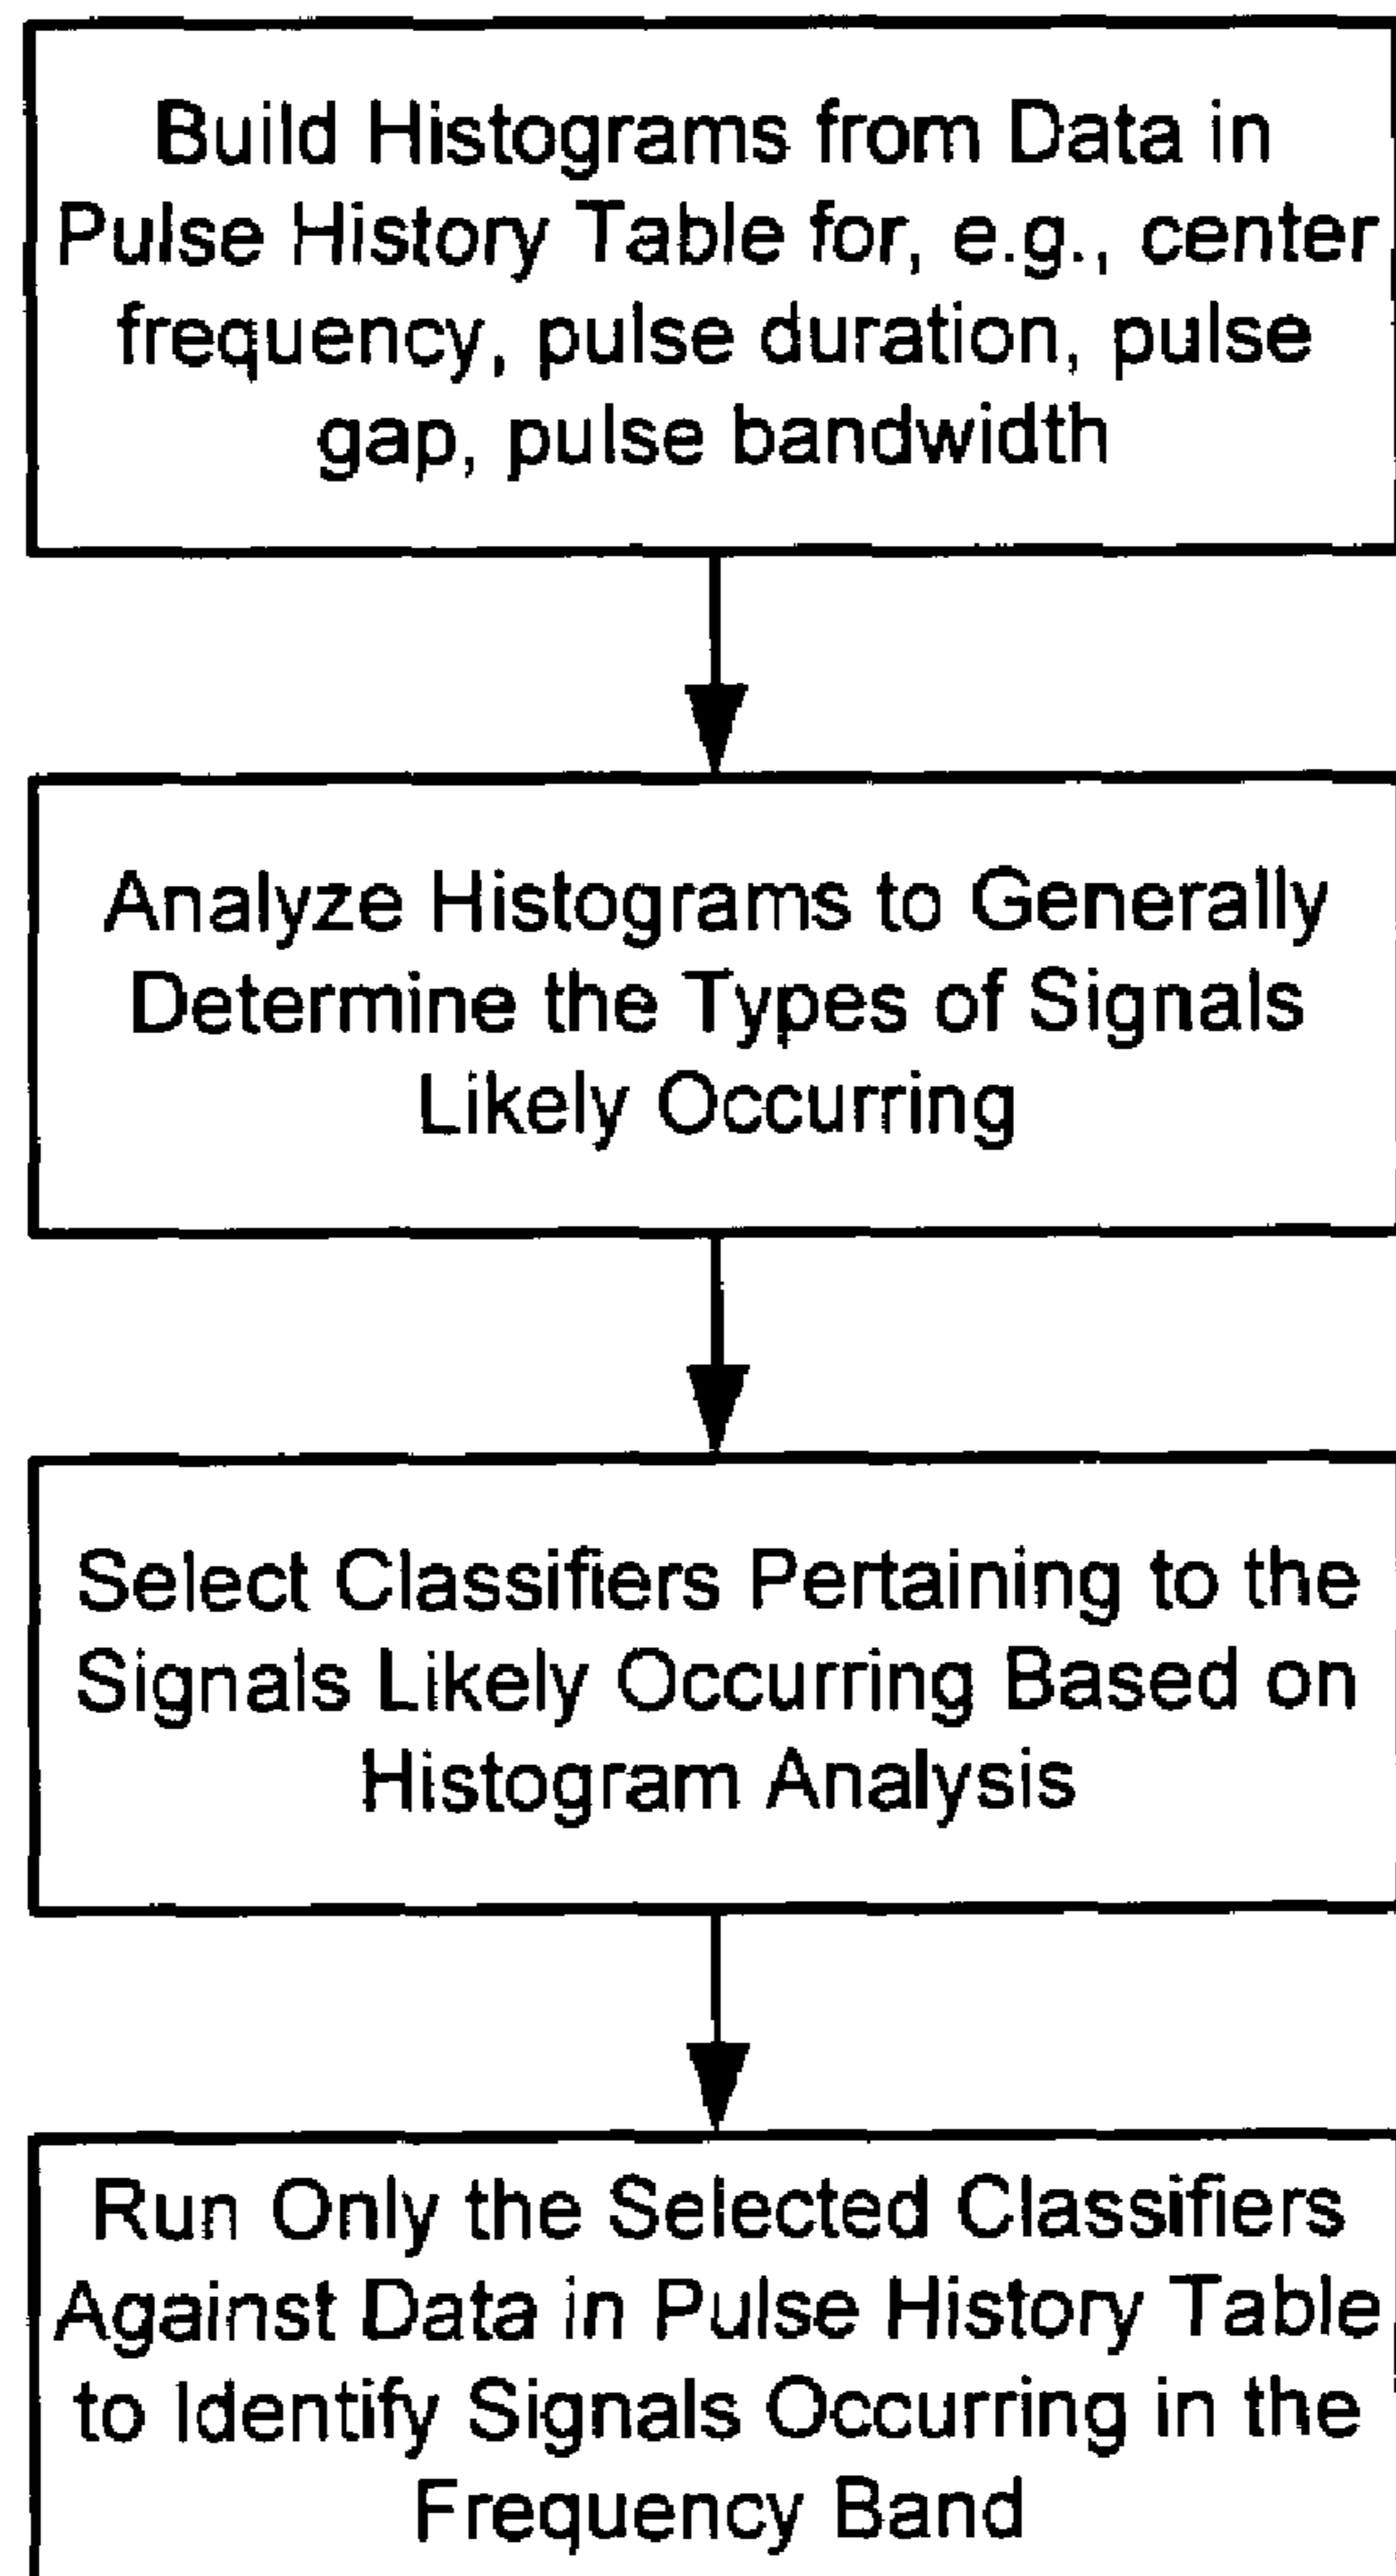 Build Histograms from Data in
Pulse History Table for, e.g., center
frequency, pulse duration, pulse
gap, pulse bandwidth
Analyze Histograms to Generally
Determine the Types of Signals
Likely Occurring
Select Classifiers Pertaining to the
Signals Likely Occurring Based on
Histogram Analysis
Run Only the Selected Classifiers
Against Data in Pulse History Table
to Identify Signals Occurring in the
Frequency Band